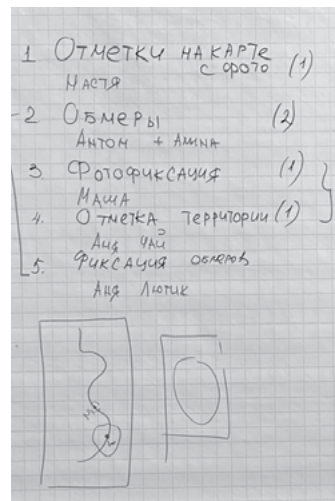 1 Отметки на карте
с фото (1)
Настя
2 Обмеры (2)
Антон + Алина
3. Фотофиксация (1)
Маша
4. Отметка территории (1)
Аня Чай
5. Фиксация обмеров
Аня Лютик